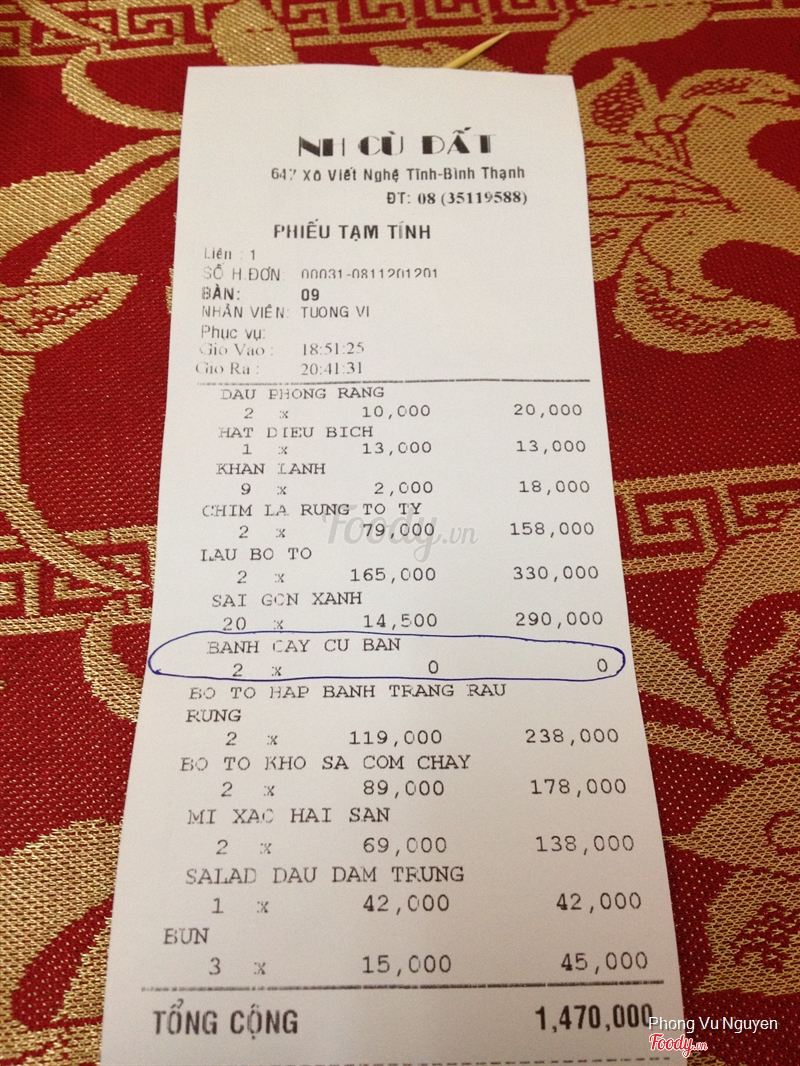 NH CÙ DẤT
647 Xô Viết Nghệ Tĩnh-Bình Thạnh
ĐT: 08 (35119588)
PHIẾU TẠM TÍNH
Liên : 1
SỐ H.ĐƠN: 00031-0811201201
BÀN: 09
NHÂN VIÊN: TUONG VI
Phục vụ:
Gio Vao : 18:51:25
Gio Ra : 20:41:31
DAU PHONG RANG
2 x 10,000 20,000
HAT DIEU BICH
1 x 13,000 13,000
KHAN LANH
9 x 2,000 18,000
CHIM LA RUNG TO TY
2 x 79,000 158,000
LAU BO TO
2 x 165,000 330,000
SAI GON XANH
20 x 14,500 290,000
BANH CAY CU BAN
2 x 0 0
BO TO HAP BANH TRANG RAU
RUNG
2 x 119,000 238,000
BO TO KHO SA COM CHAY
2 x 89,000 178,000
MI XAO HAI SAN
2 x 69,000 138,000
SALAD DAU DAM TRUNG
1 x 42,000 42,000
BUN
3 x 15,000 45,000
TỔNG CỘNG 1,470,000
Foody.vn
Phong Vu Nguyen
Foody.vn